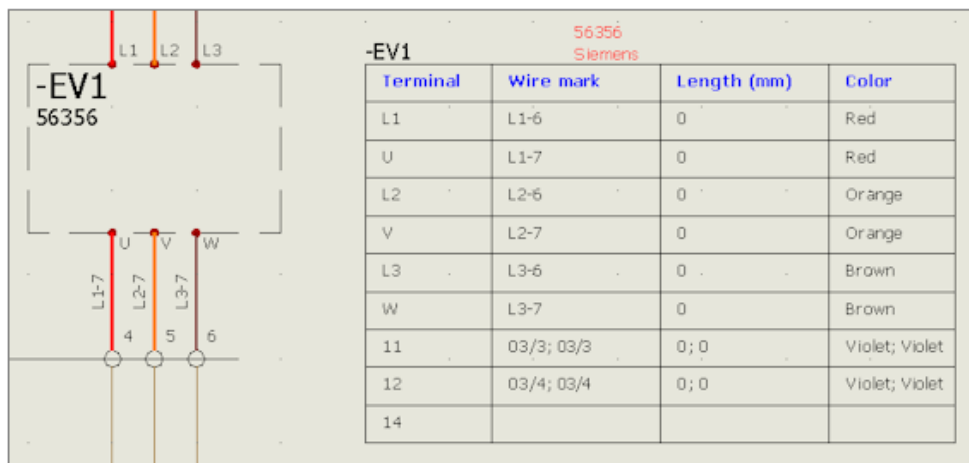 L1 L2 L3
-EV1
56356
U V W
L1-7 L2-7 L3-7
4 5 6
56356
-EV1 Siemens
Terminal Wire mark Length (mm) Color
L1 L1-6 0 Red
U L1-7 0 Red
L2 L2-6 0 Orange
V L2-7 0 Orange
L3 L3-6 0 Brown
W L3-7 0 Brown
11 03/3; 03/3 0; 0 Violet; Violet
12 03/4; 03/4 0; 0 Violet; Violet
14